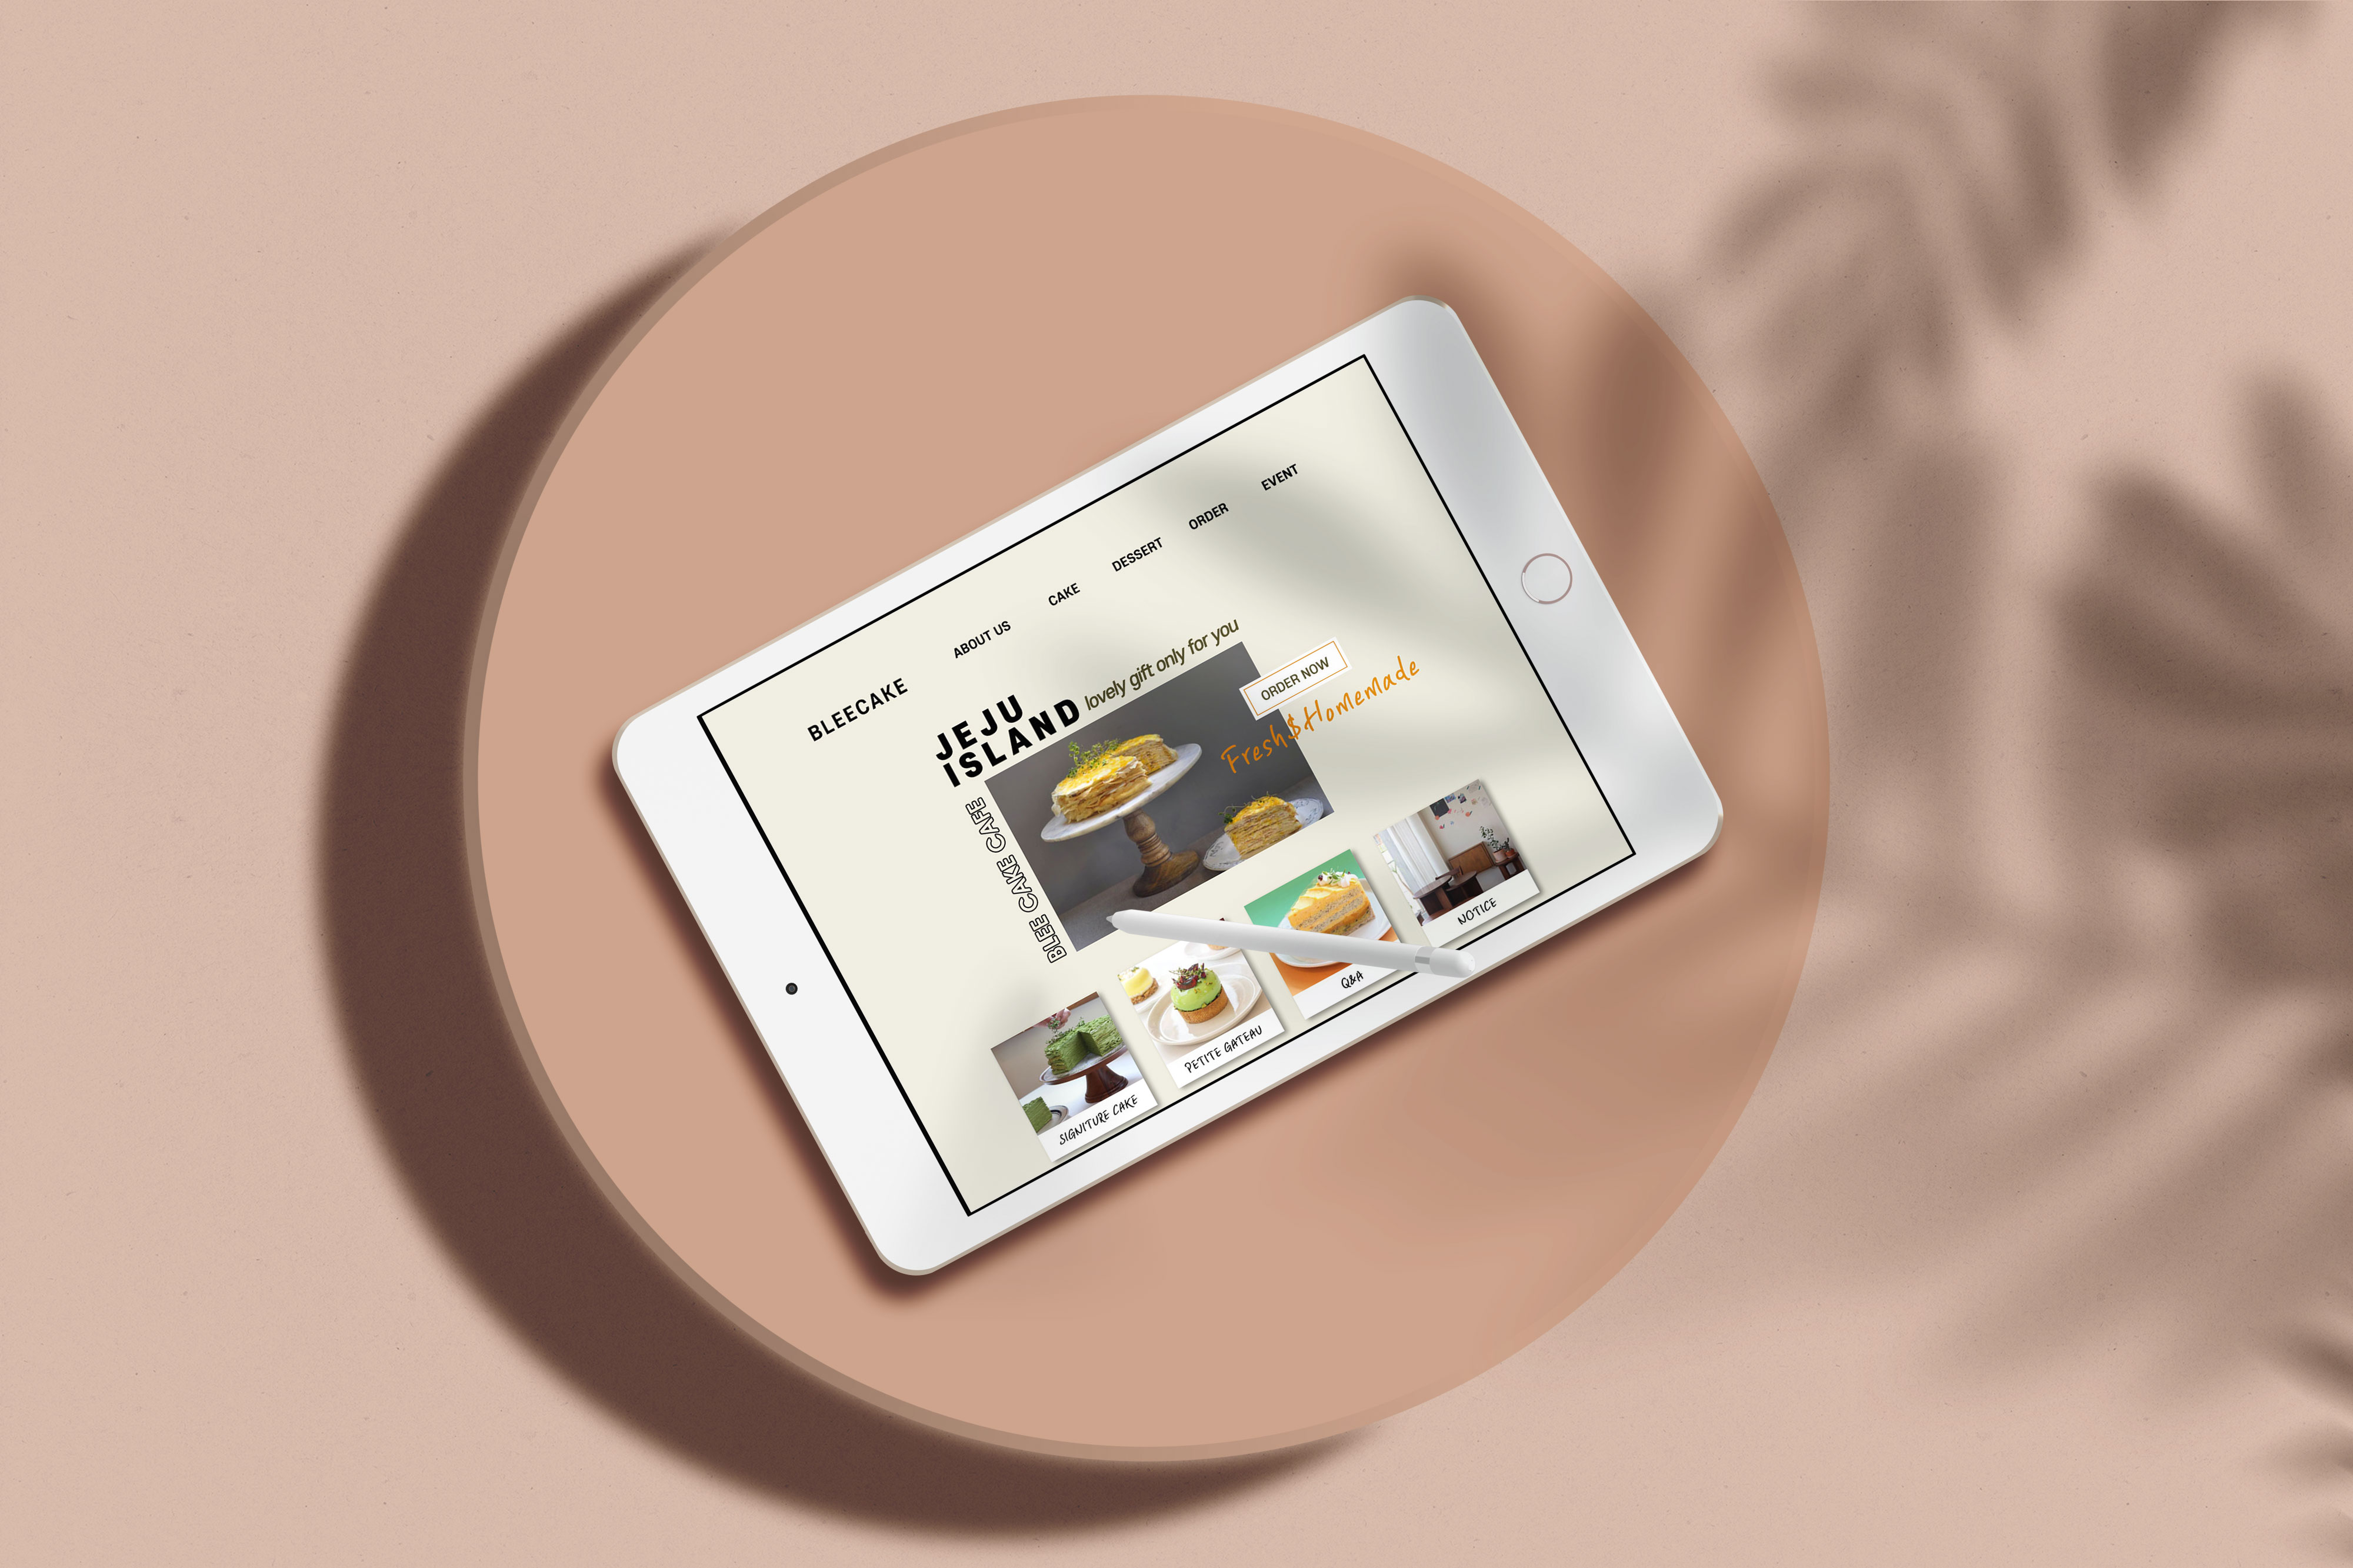 BLEECAKE
ABOUT US
CAKE
DESSERT
ORDER
EVENT
JEJU
ISLAND
lovely gift only for you
ORDER NOW
Fresh$Homemade
BLEE CAKE CAFE
SIGNITURE CAKE
PETITE GATEAU
Q&A
NOTICE